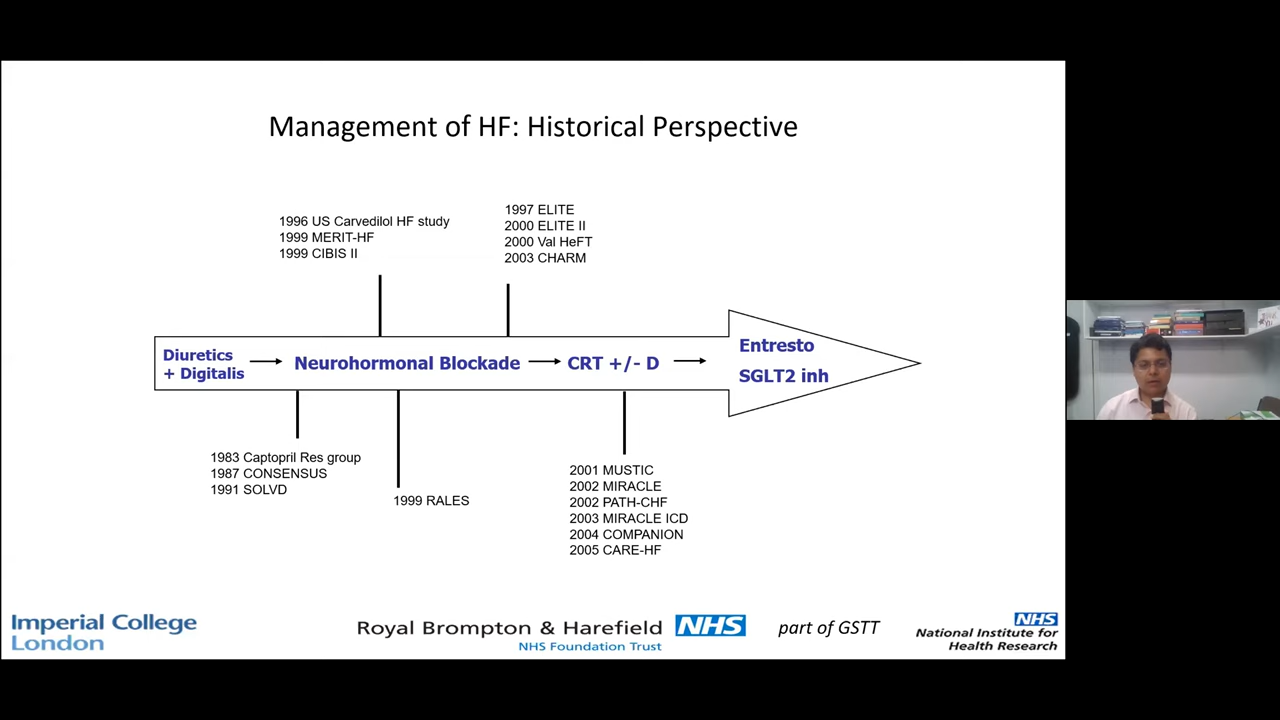 Management of HF: Historical Perspective
1996 US Carvedilol HF study
1999 MERIT-HF
1999 CIBIS II
1997 ELITE
2000 ELITE II
2000 Val HeFT
2003 CHARM
Diuretics
+ Digitalis
Neurohormonal Blockade
CRT +/- D
Entresto
SGLT2 inh
1983 Captopril Res group
1987 CONSENSUS
1991 SOLVD
1999 RALES
2001 MUSTIC
2002 MIRACLE
2002 PATH-CHF
2003 MIRACLE ICD
2004 COMPANION
2005 CARE-HF
Imperial College
London
Royal Brompton & Harefield NHS
NHS Foundation Trust
part of GSTT
NHS
National Institute for
Health Research